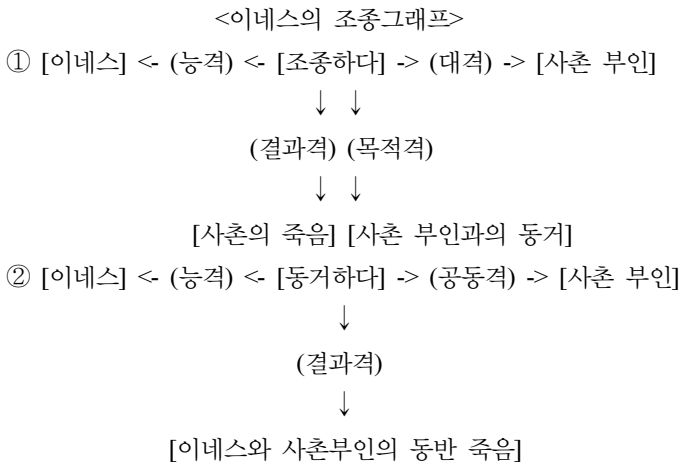 <이네스의 조종그래프>
① [이네스] <- (능격) <- [조종하다] -> (대격) -> [사촌 부인]
↓ ↓
(결과격) (목적격)
↓ ↓
[사촌의 죽음] [사촌 부인과의 동거]
② [이네스] <- (능격) <- [동거하다] -> (공동격) -> [사촌 부인]
↓
(결과격)
↓
[이네스와 사촌부인의 동반 죽음]